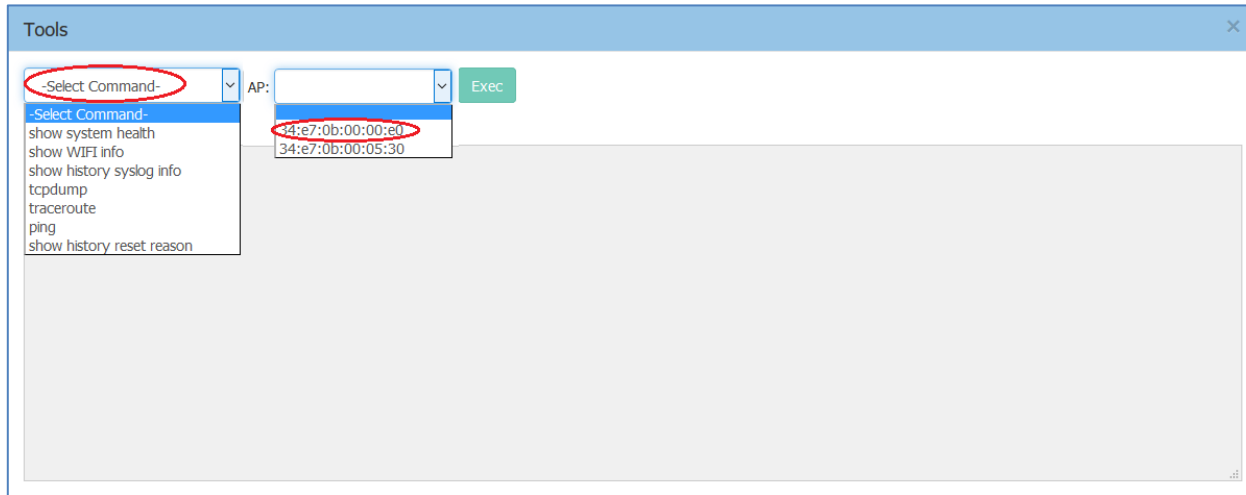 Tools
-Select Command- AP: Exec
-Select Command-
show system health
show WIFI info
show history syslog info
tcpdump
traceroute
ping
show history reset reason
34:e7:0b:00:00:e0
34:e7:0b:00:05:30